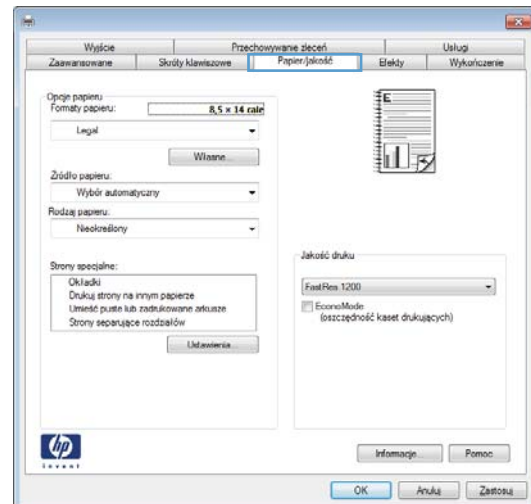 Wyjście Przechowywanie zleceń Usługi
Zaawansowane Skróty klawiszowe Papier/jakość Efekty Wykończenie
Opcje papieru
Formaty papieru: 8,5 × 14 cale
Legal
Własne...
Źródło papieru:
Wybór automatyczny
Rodzaj papieru:
Nieokreślony
Strony specjalne:
Okładki
Drukuj strony na innym papierze
Umieść puste lub zadrukowane arkusze
Strony separujące rozdziałów
Ustawienia...
E
Jakość druku
FastRes 1200
EconoMode
(oszczędność kaset drukujących)
hp
invent
Informacje... Pomoc
OK Anuluj Zastosuj